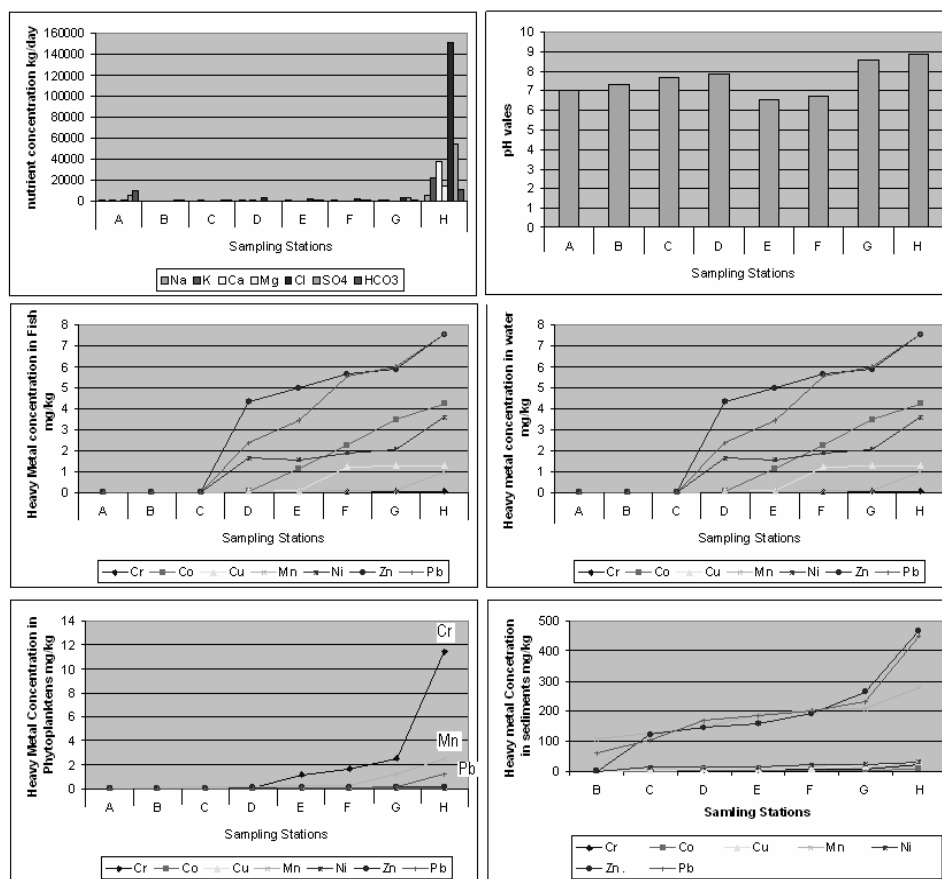 nutrient concentration kg/day
160000
140000
120000
100000
80000
60000
40000
20000
0
A B C D E F G H
Sampling Stations
Na K Ca Mg Cl SO4 HCO3
pH vales
10
9
8
7
6
5
4
3
2
1
0
A B C D E F G H
Sampling Stations
Heavy Metal concentration in Fish
mg/kg
8
7
6
5
4
3
2
1
0
A B C D E F G H
Sampling Stations
Cr Co Cu Mn Ni Zn Pb
Heavy metal concentration in water
mg/kg
8
7
6
5
4
3
2
1
0
A B C D E F G H
Sampling Stations
Cr Co Cu Mn Ni Zn Pb
Heavy Metal Concentration in
Phytoplanktens mg/kg
14
12
10
8
6
4
2
0
Cr
Mn
Pb
A B C D E F G H
Sampling Stations
Cr Co Cu Mn Ni Zn Pb
Heavy metal Concetration
in sediments mg/kg
500
400
300
200
100
0
B C D E F G H
Samling Stations
Cr Co Cu Mn Ni
Zn . Pb